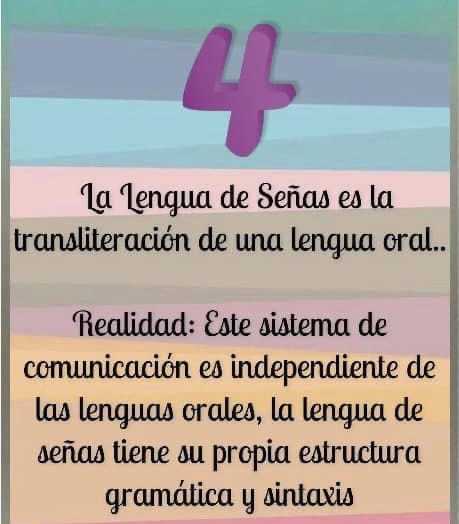 4
La Lengua de Señas es la
transliteración de una lengua oral..
Realidad: Este sistema de
comunicación es independiente de
las lenguas orales, la lengua de
señas tiene su propia estructura
gramática y sintaxis